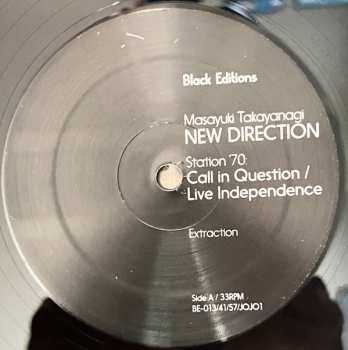 Black Editions
Masayuki Takayanagi
NEW DIRECTION
Station '70:
Call in Question /
Live Independence
Extraction
Side A / 33RPM
BE-013/41/57/JOJO1